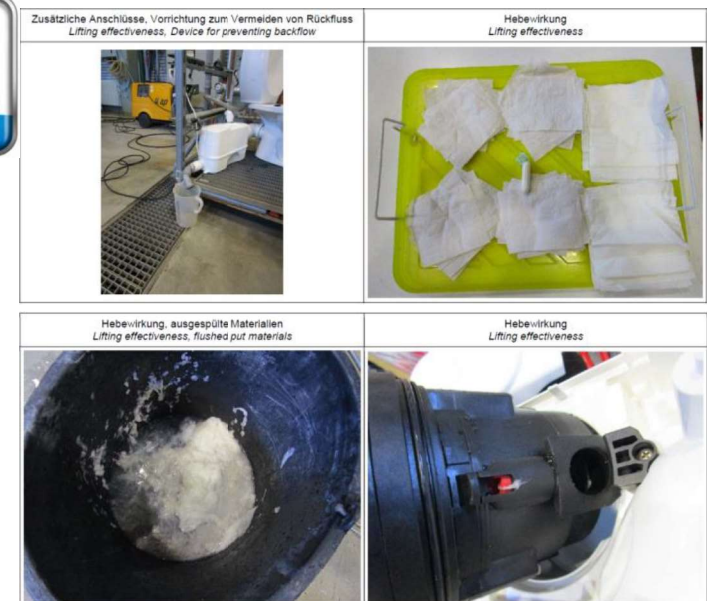 Zusätzliche Anschlüsse, Vorrichtung zum Vermeiden von Rückfluss
Lifting effectiveness, Device for preventing backflow
Hebewirkung
Lifting effectiveness
Hebewirkung, ausgespülte Materialien
Lifting effectiveness, flushed put materials
Hebewirkung
Lifting effectiveness